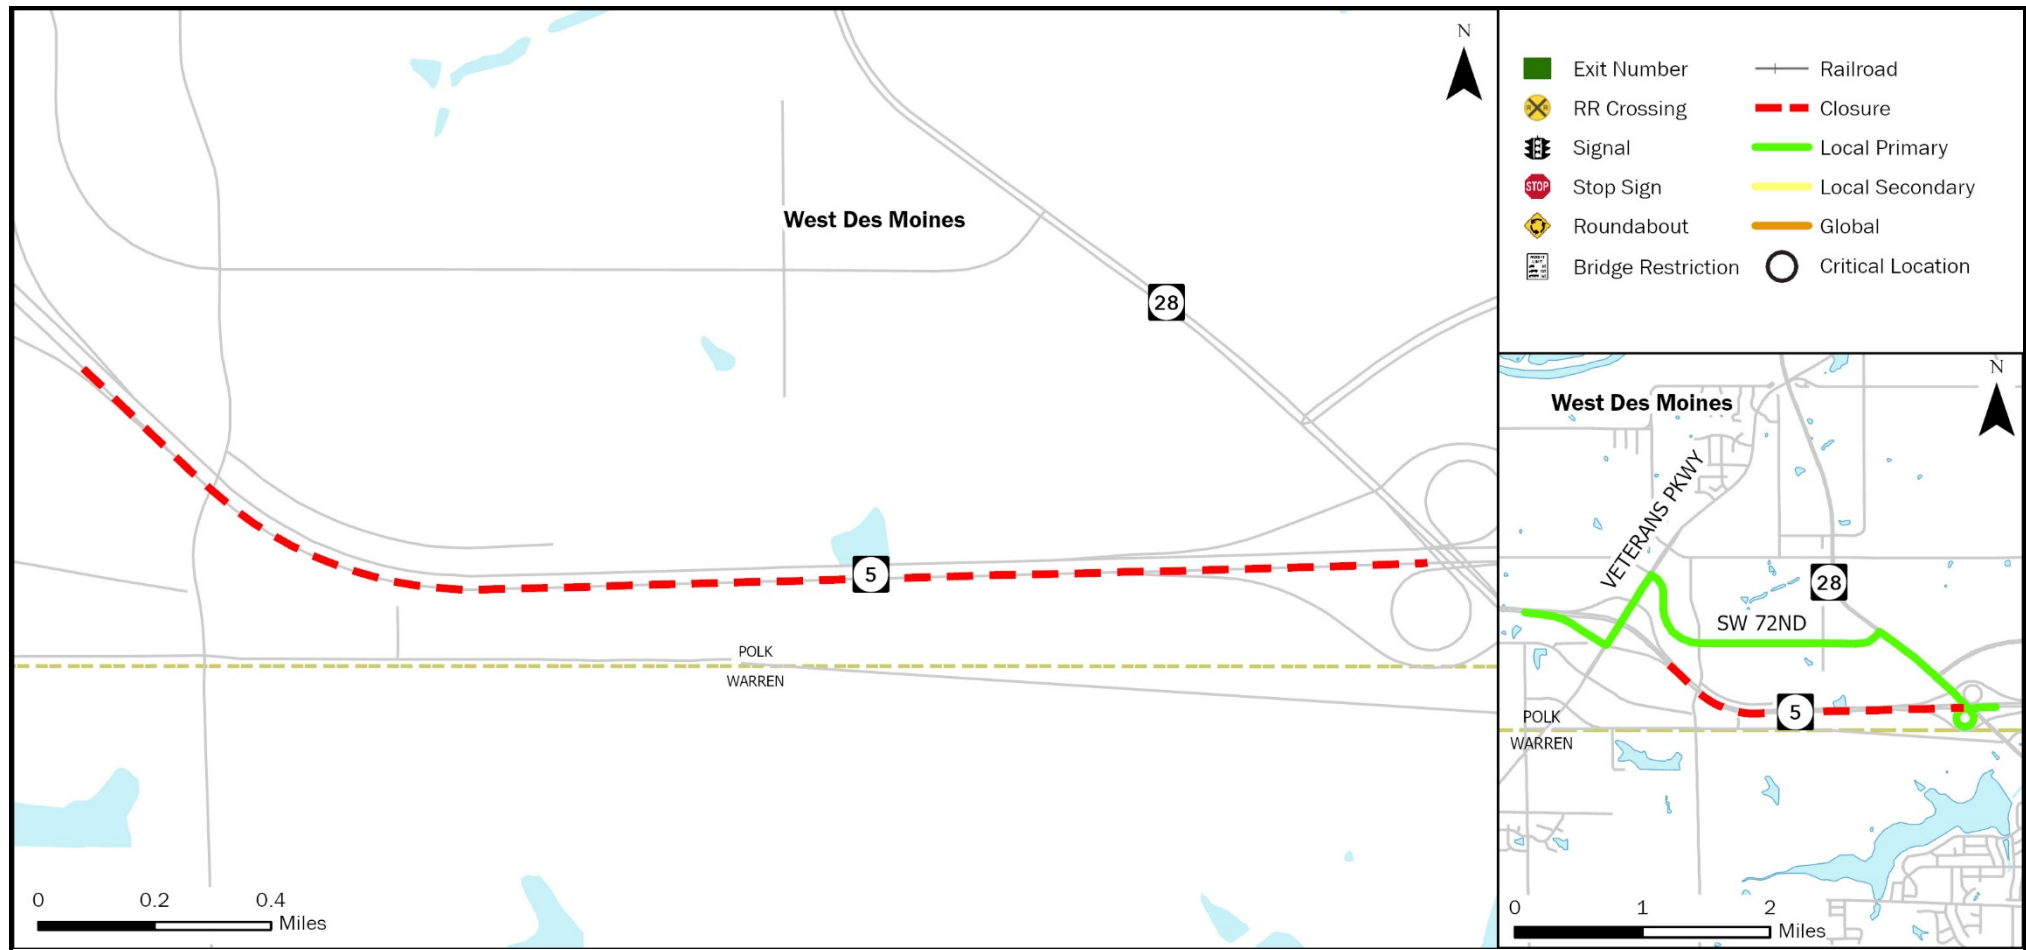 N
West Des Moines
28
5
POLK
WARREN
0 0.2 0.4
Miles
Exit Number
RR Crossing
Signal
STOP Stop Sign
Roundabout
Bridge Restriction
Railroad
Closure
Local Primary
Local Secondary
Global
Critical Location
N
West Des Moines
VETERANS PKWY
28
SW 72ND
5
POLK
WARREN
0 1 2
Miles